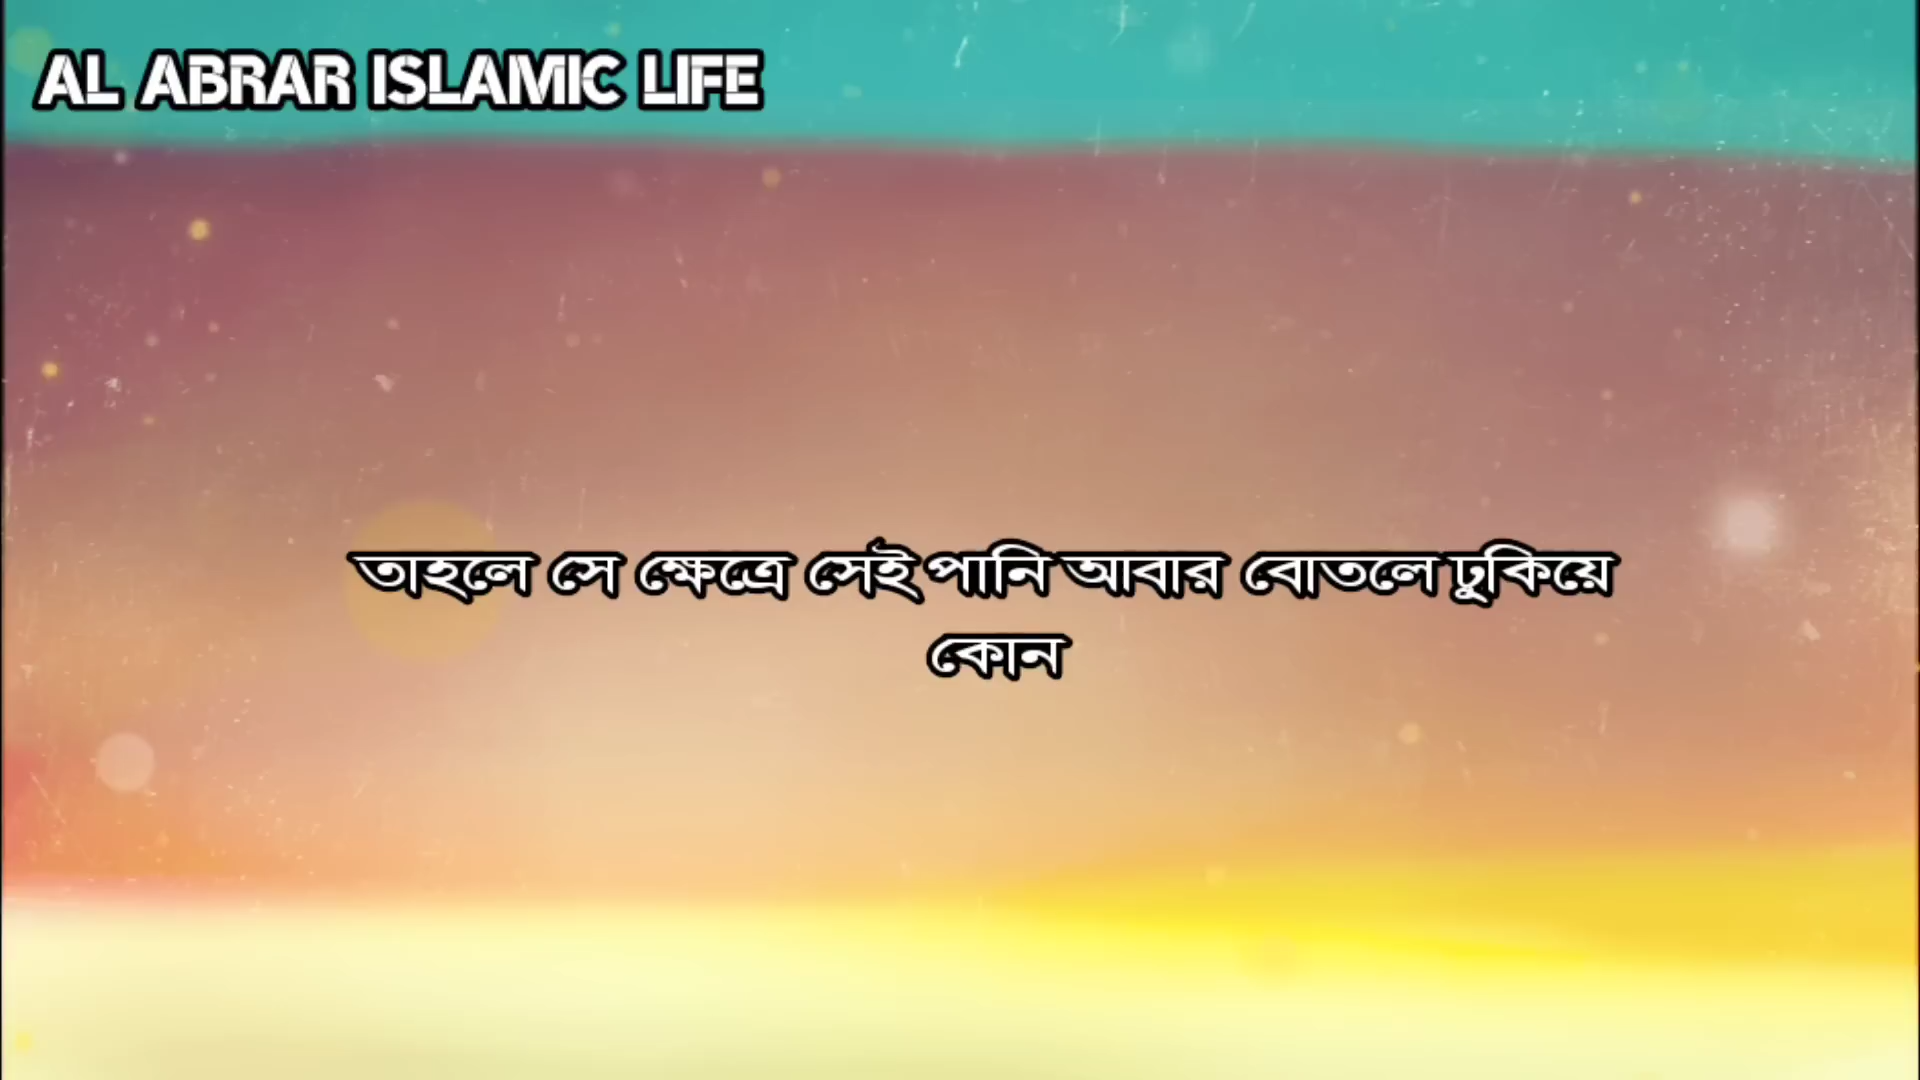 AL ABRAR ISLAMIC LIFE
তাহলে সে ক্ষেত্রে সেই পানি আবার বোতলে ঢুকিয়ে
কোন